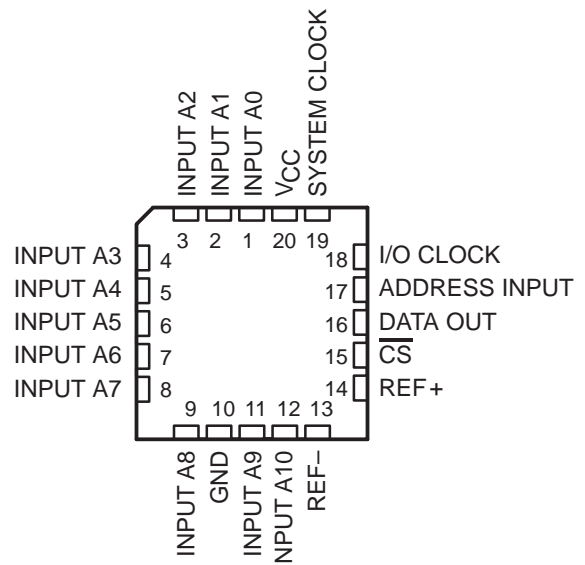 INPUT A2
INPUT A1
INPUT A0
VCC
SYSTEM CLOCK
3 2 1 20 19
INPUT A3 4
INPUT A4 5
INPUT A5 6
INPUT A6 7
INPUT A7 8
18 I/O CLOCK
17 ADDRESS INPUT
16 DATA OUT
15 CS
14 REF+
9 10 11 12 13
INPUT A8
GND
INPUT A9
NPUT A10
REF–